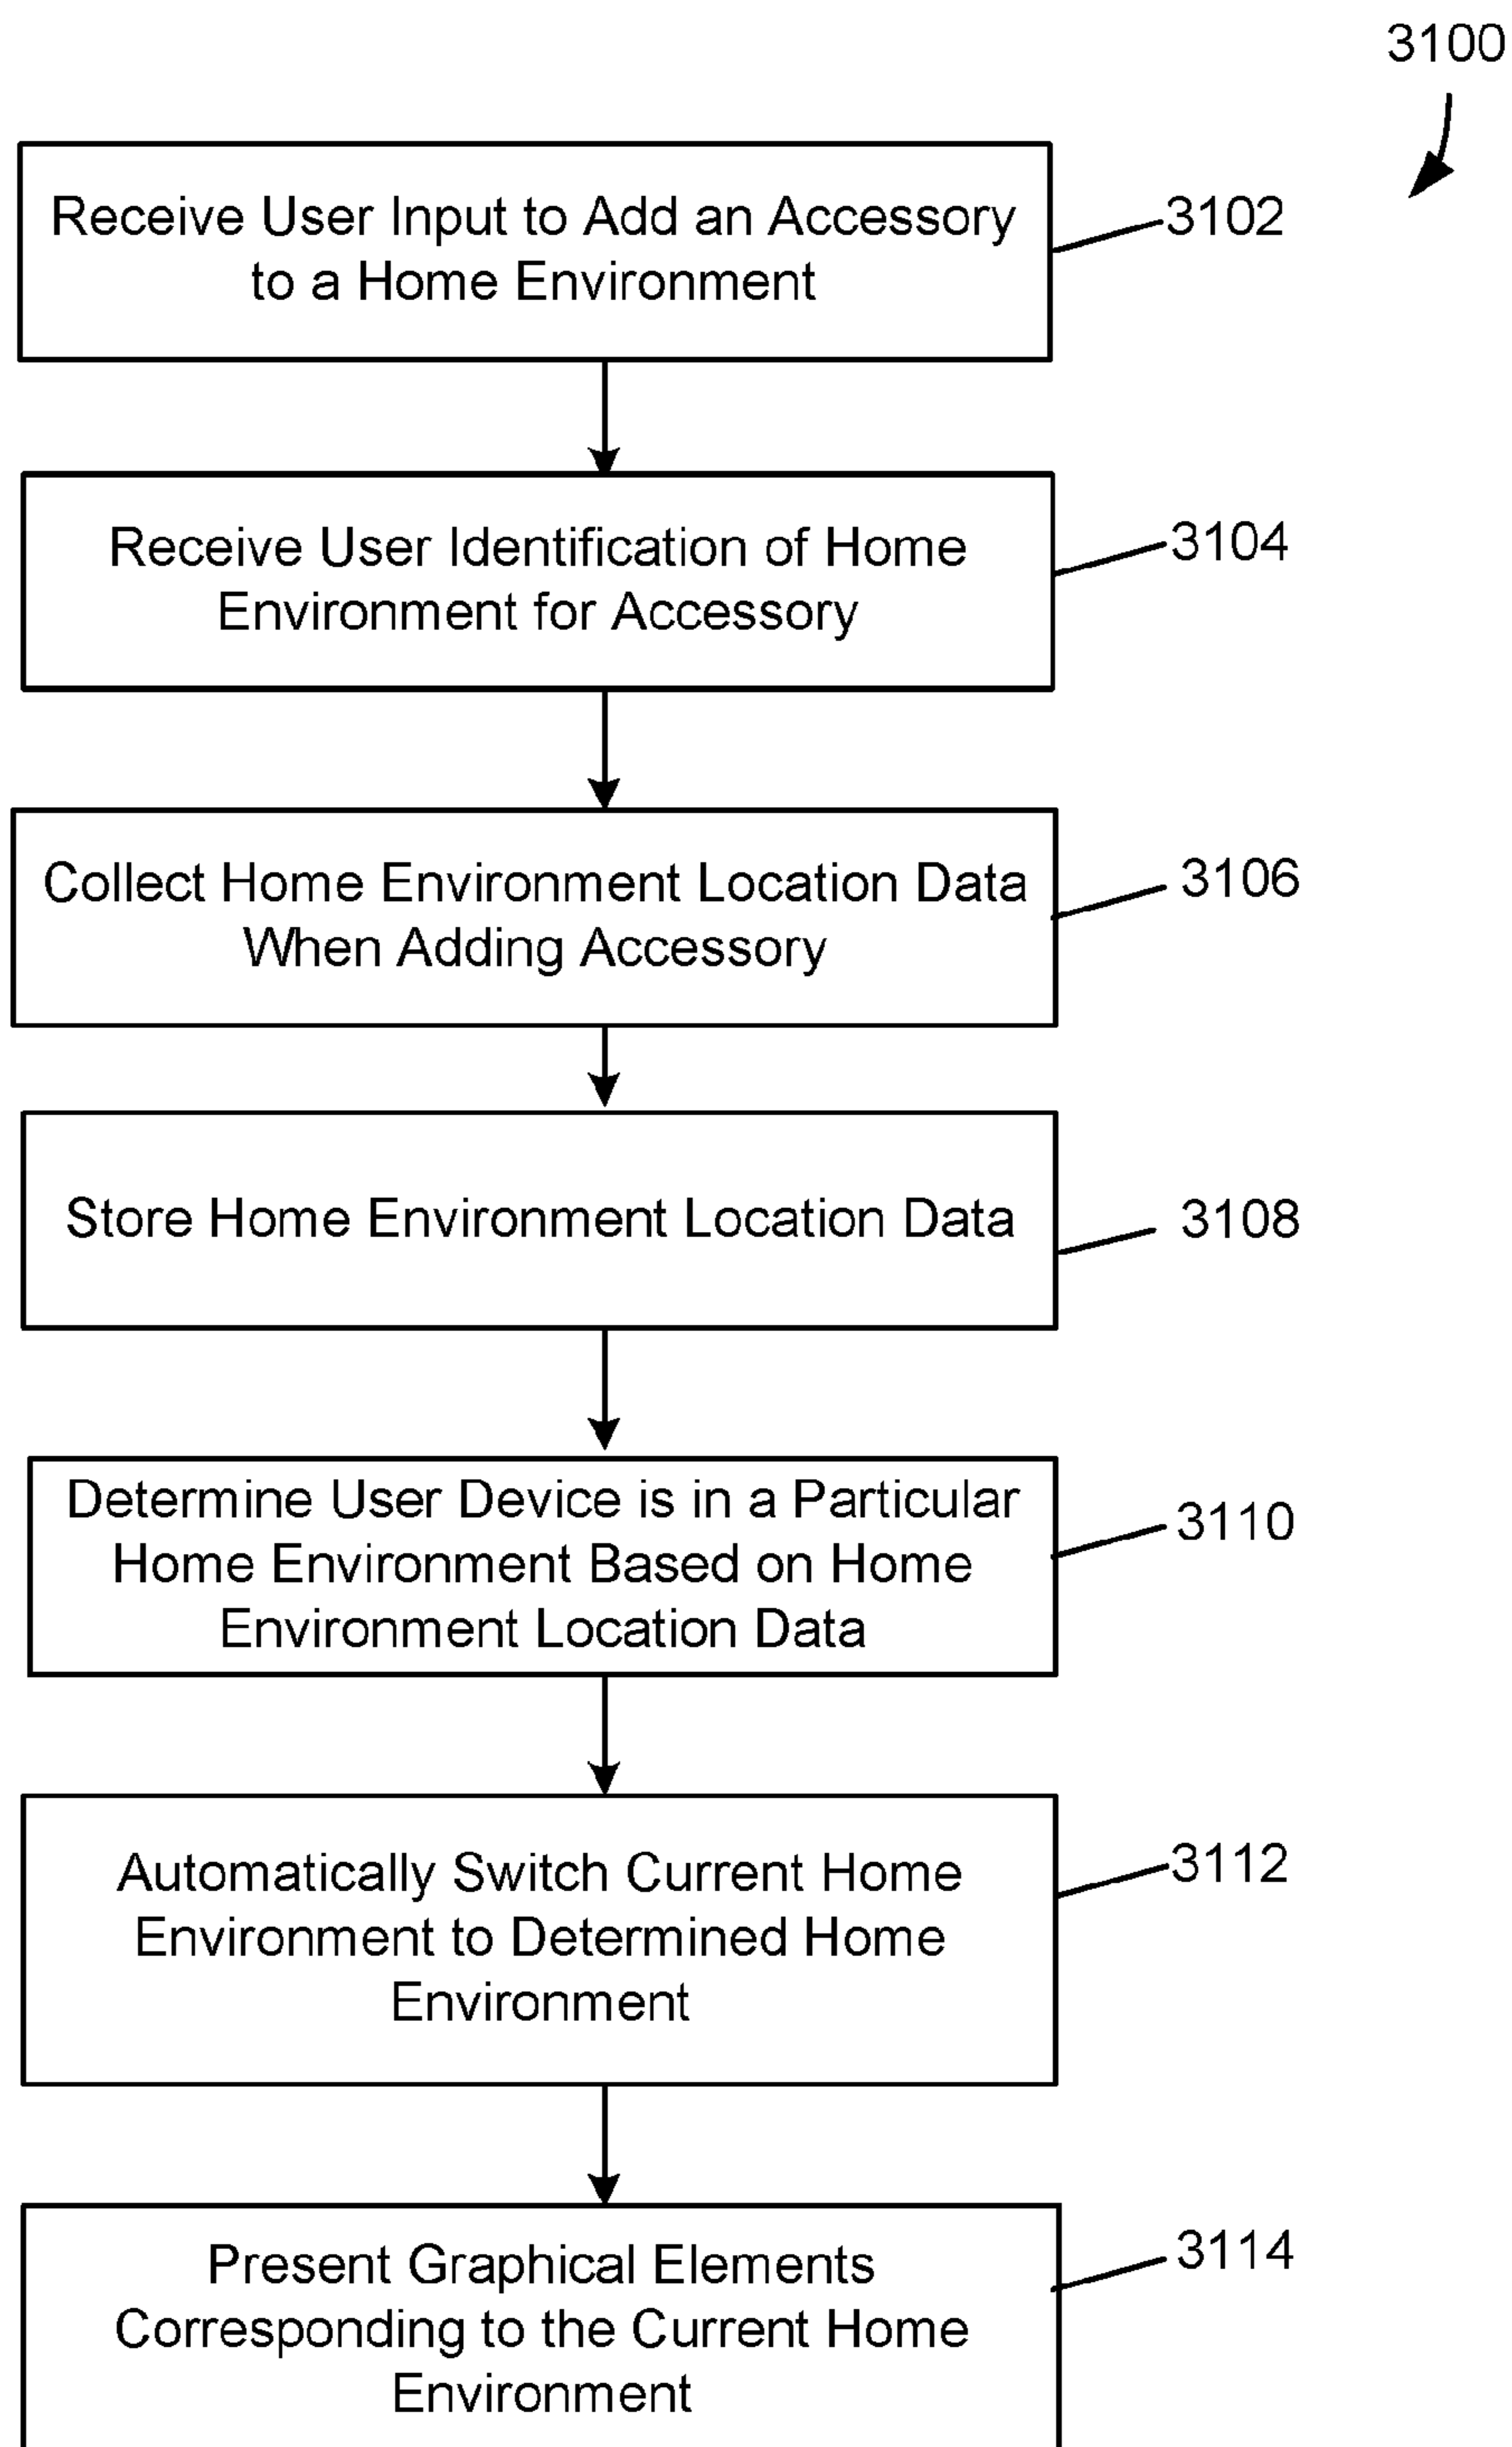 3100
Receive User Input to Add an Accessory
to a Home Environment
3102
Receive User Identification of Home
Environment for Accessory
3104
Collect Home Environment Location Data
When Adding Accessory
3106
Store Home Environment Location Data
3108
Determine User Device is in a Particular
Home Environment Based on Home
Environment Location Data
3110
Automatically Switch Current Home
Environment to Determined Home
Environment
3112
Present Graphical Elements
Corresponding to the Current Home
Environment
3114